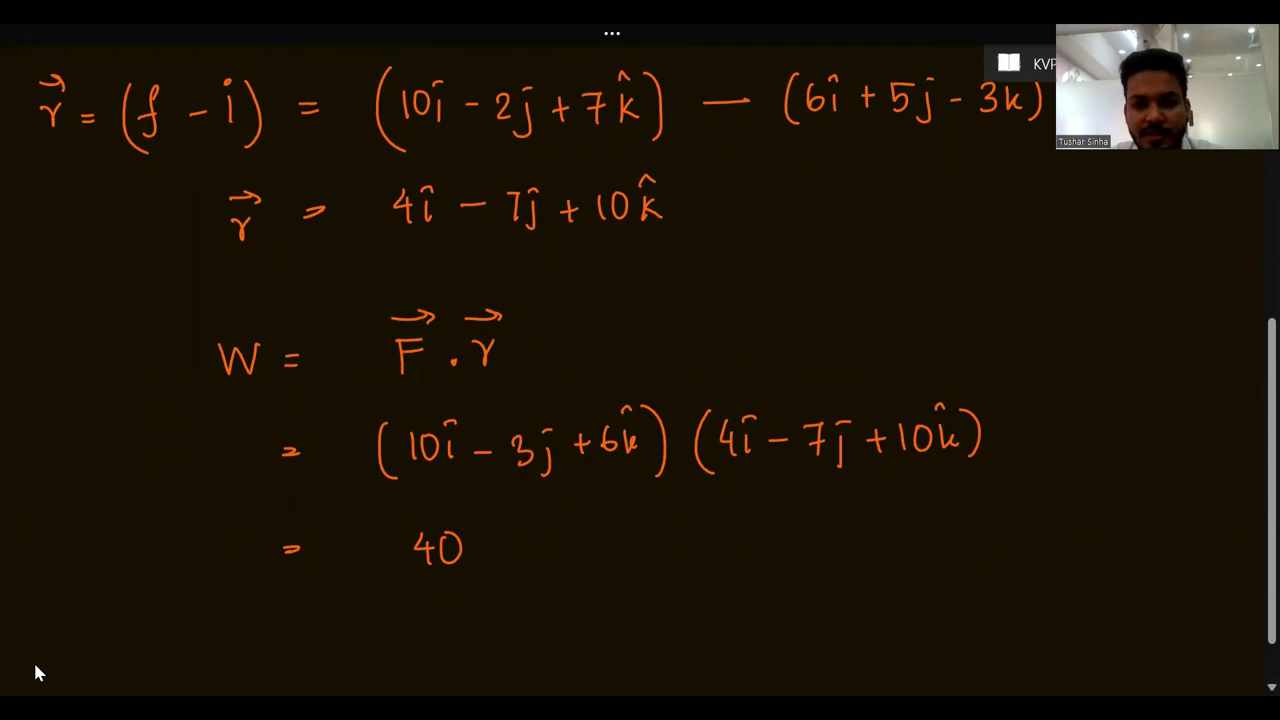 ...
KVP
r⃗ = (f - i) = (10î - 2ĵ + 7k̂) — (6î + 5ĵ - 3k)
Tushar Sinha
r⃗ = 4î - 7ĵ + 10k̂
W = F⃗ . r⃗
= (10î - 3ĵ + 6k̂) (4î - 7ĵ + 10k̂)
= 40